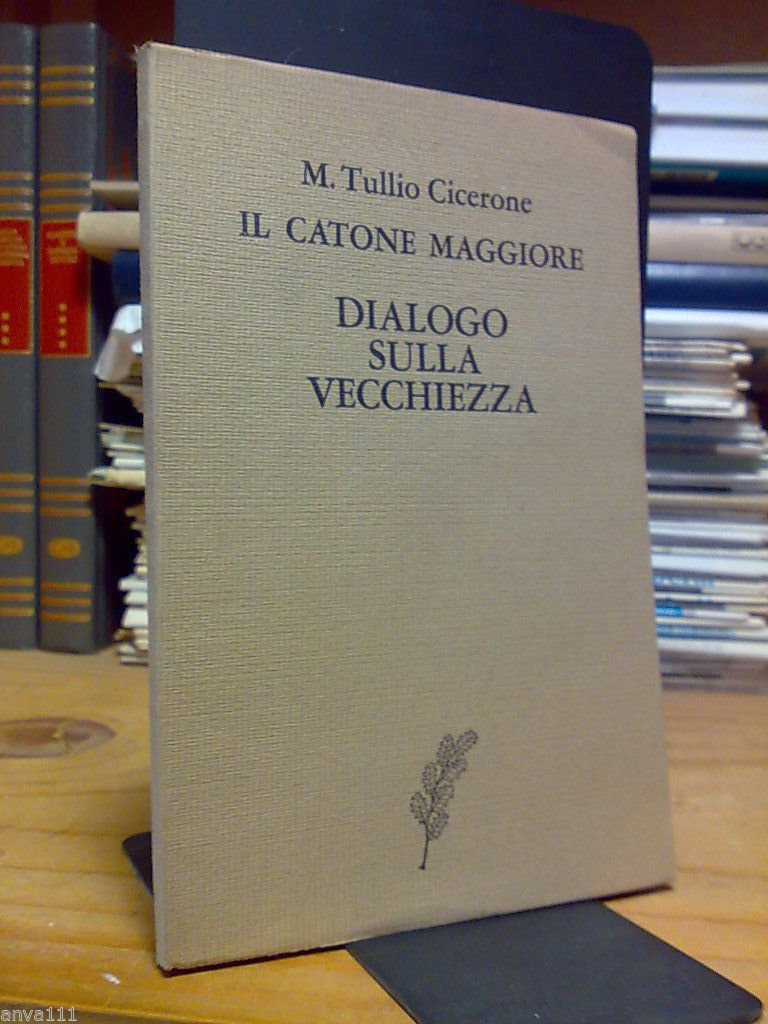 M. Tullio Cicerone
IL CATONE MAGGIORE
DIALOGO
SULLA
VECCHIEZZA
anva111